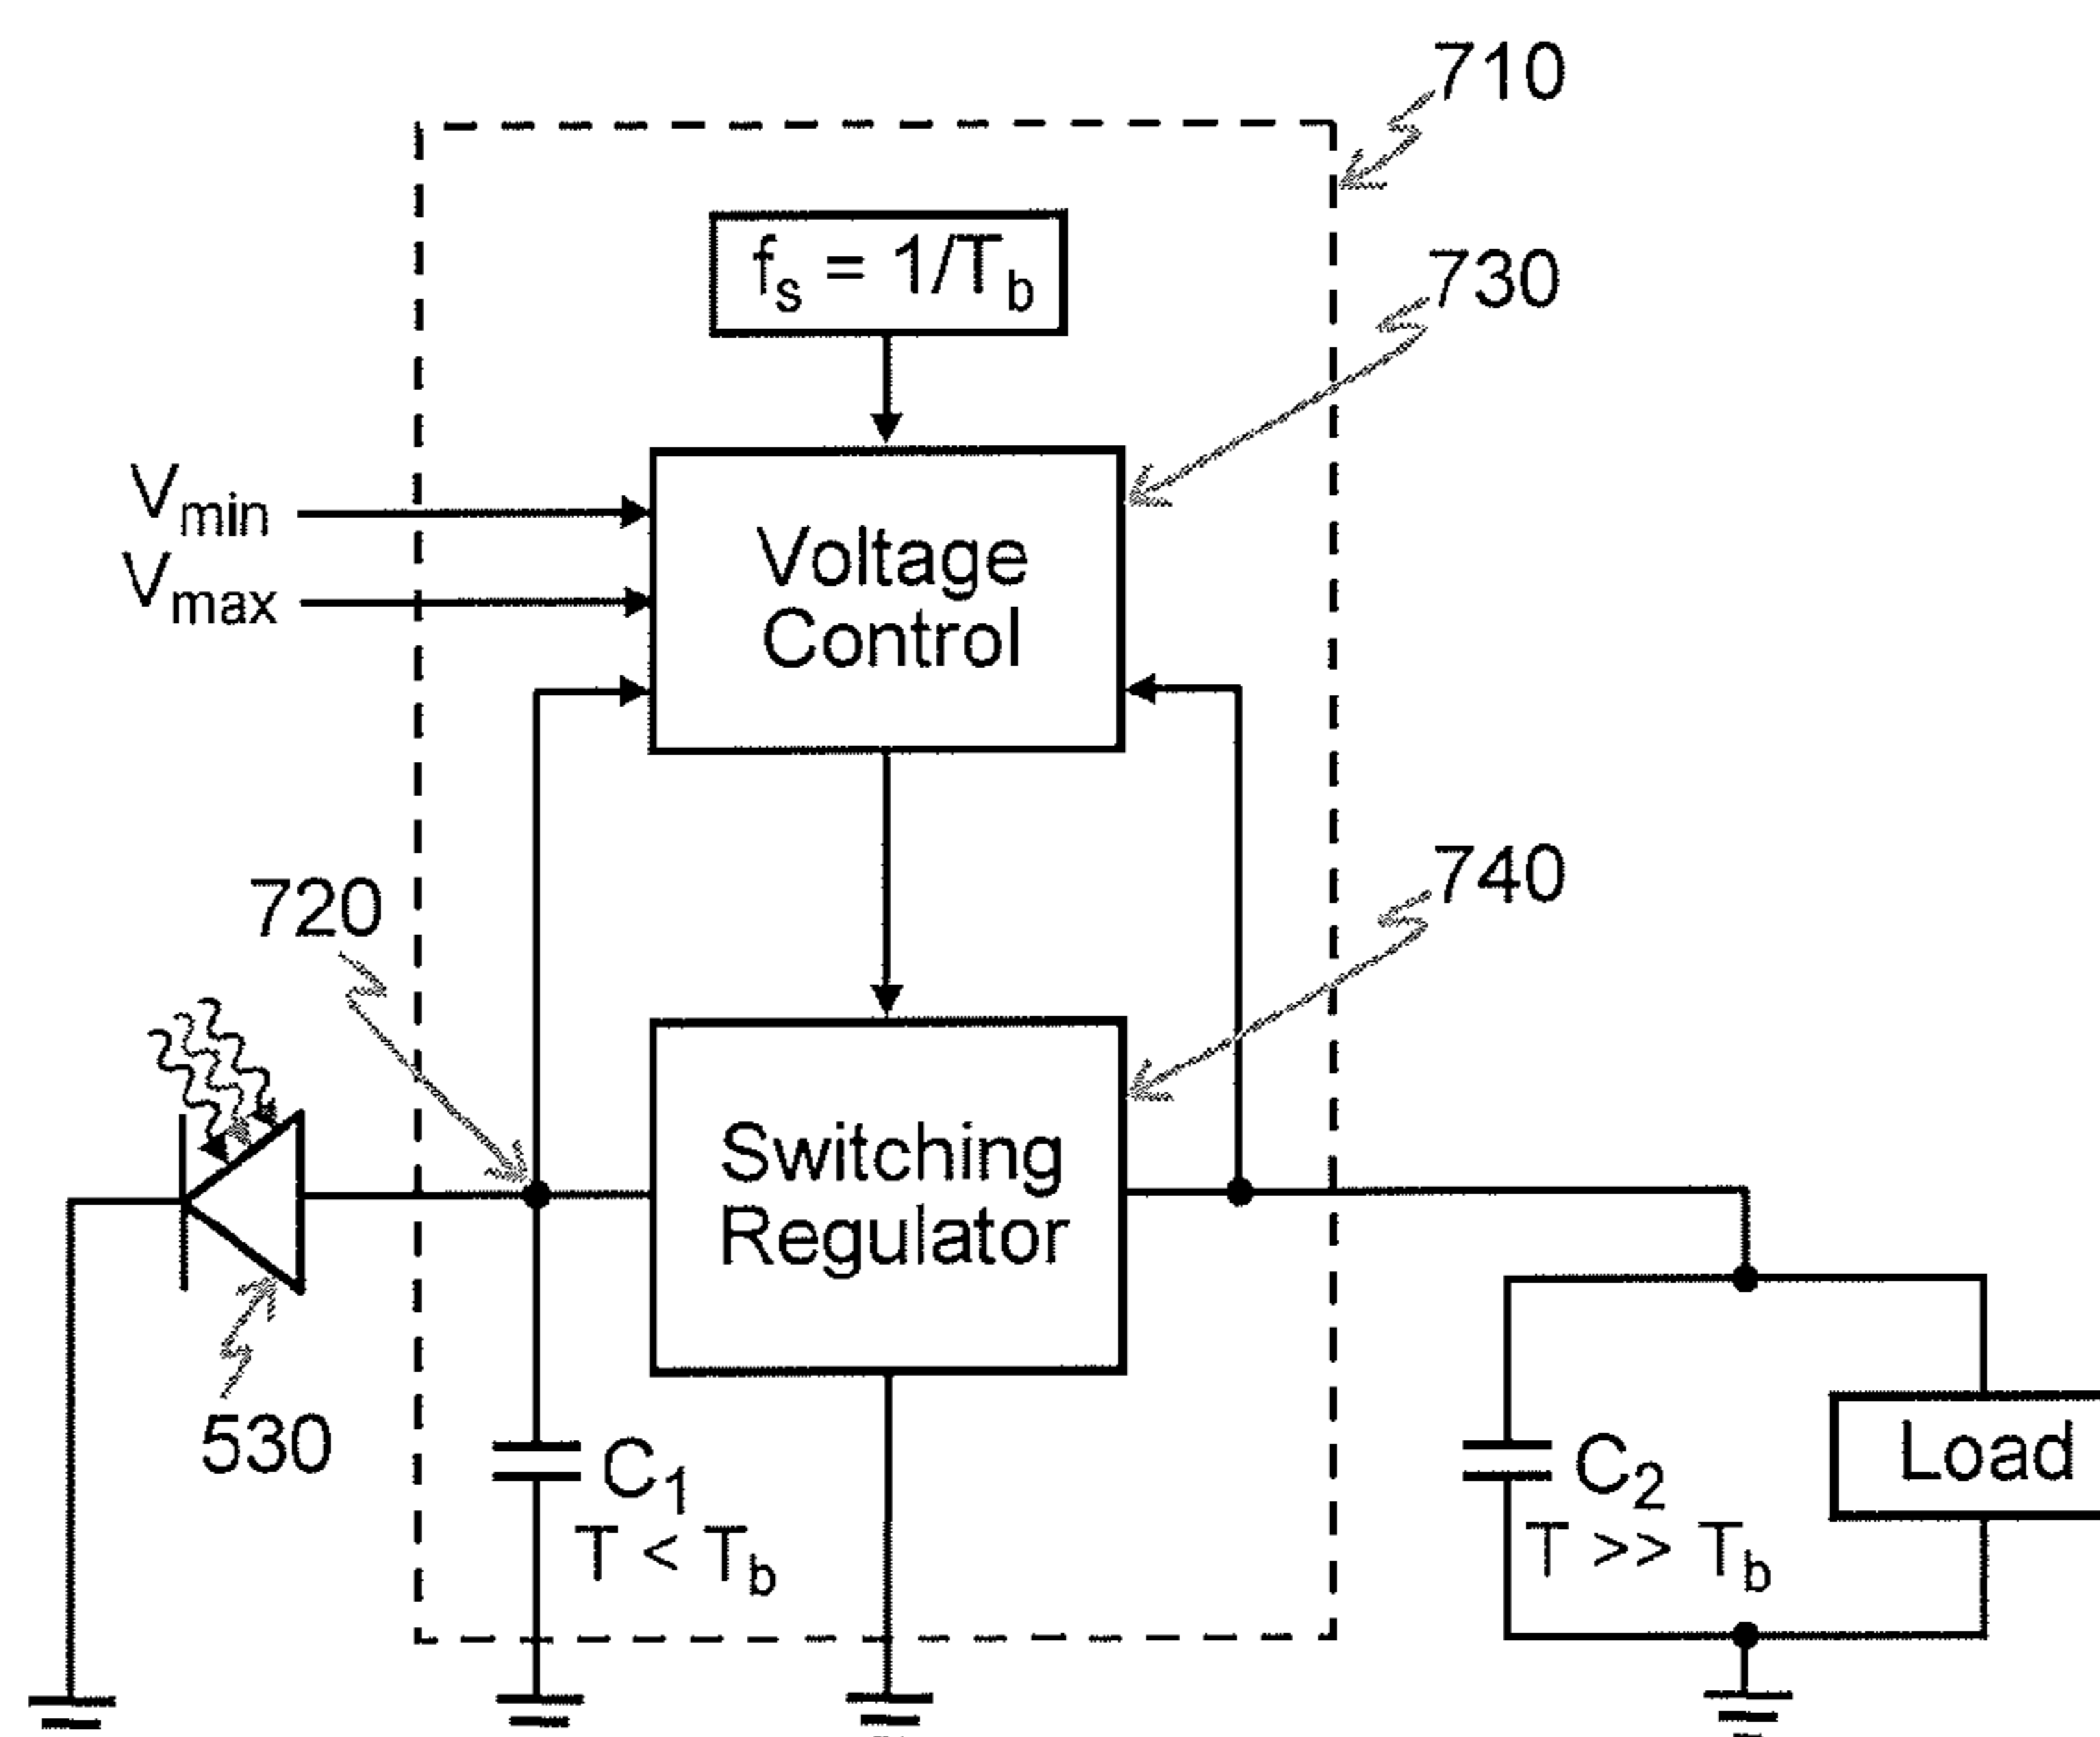 710
fs = 1/Tb
730
Vmin
Vmax
Voltage
Control
720
740
Switching
Regulator
530
C1
T < Tb
C2
T >> Tb
Load